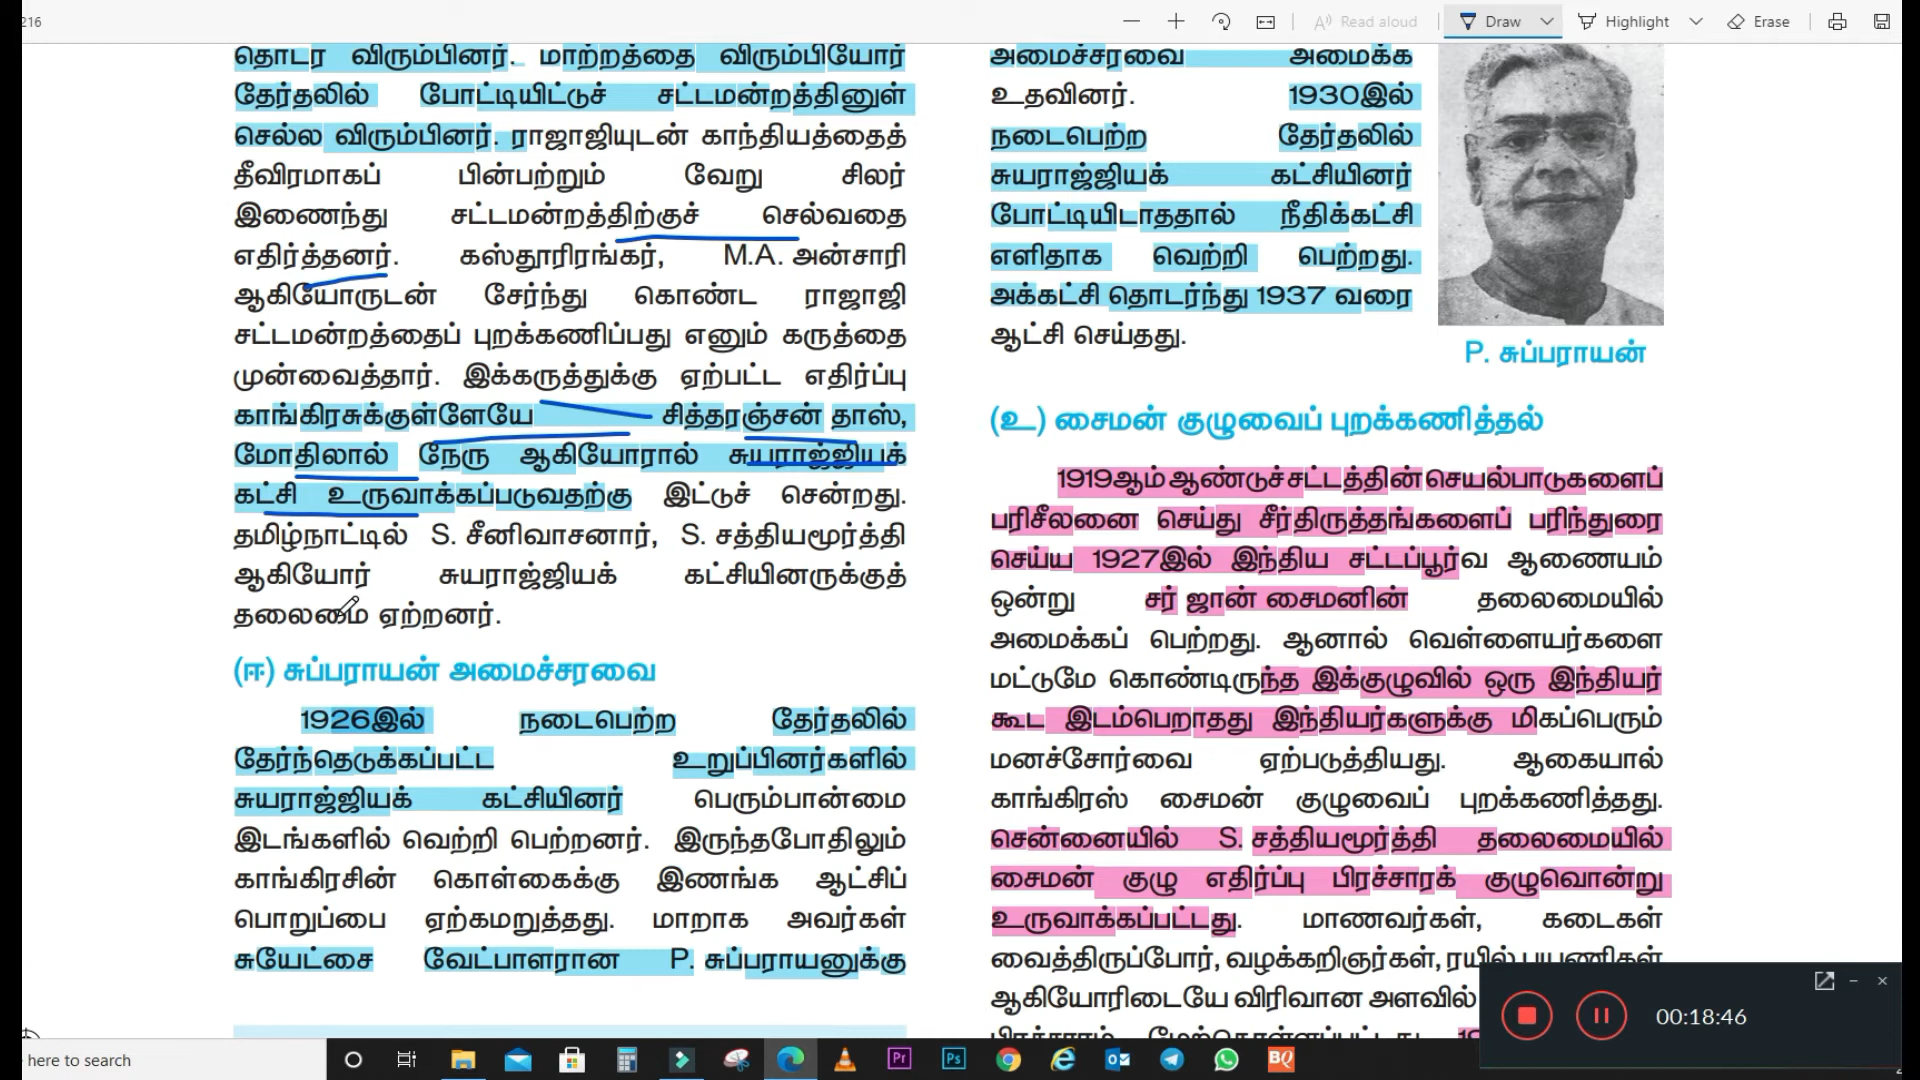 216
Read aloud
Draw
Highlight
Erase
தொடர விரும்பினர். மாற்றத்தை விரும்பியோர்
தேர்தலில் போட்டியிட்டுச் சட்டமன்றத்தினுள்
செல்ல விரும்பினர். ராஜாஜியுடன் காந்தியத்தைத்
தீவிரமாகப் பின்பற்றும் வேறு சிலர்
இணைந்து சட்டமன்றத்திற்குச் செல்வதை
எதிர்த்தனர். கஸ்தூரிரங்கர், M.A. அன்சாரி
ஆகியோருடன் சேர்ந்து கொண்ட ராஜாஜி
சட்டமன்றத்தைப் புறக்கணிப்பது எனும் கருத்தை
முன்வைத்தார். இக்கருத்துக்கு ஏற்பட்ட எதிர்ப்பு
காங்கிரசுக்குள்ளேயே சித்தரஞ்சன் தாஸ்,
மோதிலால் நேரு ஆகியோரால் சுயராஜ்ஜியக்
கட்சி உருவாக்கப்படுவதற்கு இட்டுச் சென்றது.
தமிழ்நாட்டில் S. சீனிவாசனார், S. சத்தியமூர்த்தி
ஆகியோர் சுயராஜ்ஜியக் கட்சியினருக்குத்
தலைமை ஏற்றனர்.
(ஈ) சுப்பராயன் அமைச்சரவை
1926இல் நடைபெற்ற தேர்தலில்
தேர்ந்தெடுக்கப்பட்ட உறுப்பினர்களில்
சுயராஜ்ஜியக் கட்சியினர் பெரும்பான்மை
இடங்களில் வெற்றி பெற்றனர். இருந்தபோதிலும்
காங்கிரசின் கொள்கைக்கு இணங்க ஆட்சிப்
பொறுப்பை ஏற்கமறுத்தது. மாறாக அவர்கள்
சுயேட்சை வேட்பாளரான P. சுப்பராயனுக்கு
அமைச்சரவை அமைக்க
உதவினர். 1930இல்
நடைபெற்ற தேர்தலில்
சுயராஜ்ஜியக் கட்சியினர்
போட்டியிடாததால் நீதிக்கட்சி
எளிதாக வெற்றி பெற்றது.
அக்கட்சி தொடர்ந்து 1937 வரை
ஆட்சி செய்தது.
P. சுப்பராயன்
(உ) சைமன் குழுவைப் புறக்கணித்தல்
1919ஆம் ஆண்டுச்சட்டத்தின் செயல்பாடுகளைப்
பரிசீலனை செய்து சீர்திருத்தங்களைப் பரிந்துரை
செய்ய 1927இல் இந்திய சட்டப்பூர்வ ஆணையம்
ஒன்று சர் ஜான் சைமனின் தலைமையில்
அமைக்கப் பெற்றது. ஆனால் வெள்ளையர்களை
மட்டுமே கொண்டிருந்த இக்குழுவில் ஒரு இந்தியர்
கூட இடம்பெறாதது இந்தியர்களுக்கு மிகப்பெரும்
மனச்சோர்வை ஏற்படுத்தியது. ஆகையால்
காங்கிரஸ் சைமன் குழுவைப் புறக்கணித்தது.
சென்னையில் S. சத்தியமூர்த்தி தலைமையில்
சைமன் குழு எதிர்ப்பு பிரச்சாரக் குழுவொன்று
உருவாக்கப்பட்டது. மாணவர்கள், கடைகள்
வைத்திருப்போர், வழக்கறிஞர்கள், ரயில் பயணிகள்
ஆகியோரிடையே விரிவான அளவில்
பிரச்சாரம் மேற்கொள்ளப்பட்டது.
00:18:46
here to search
Pr
Ps
BQ